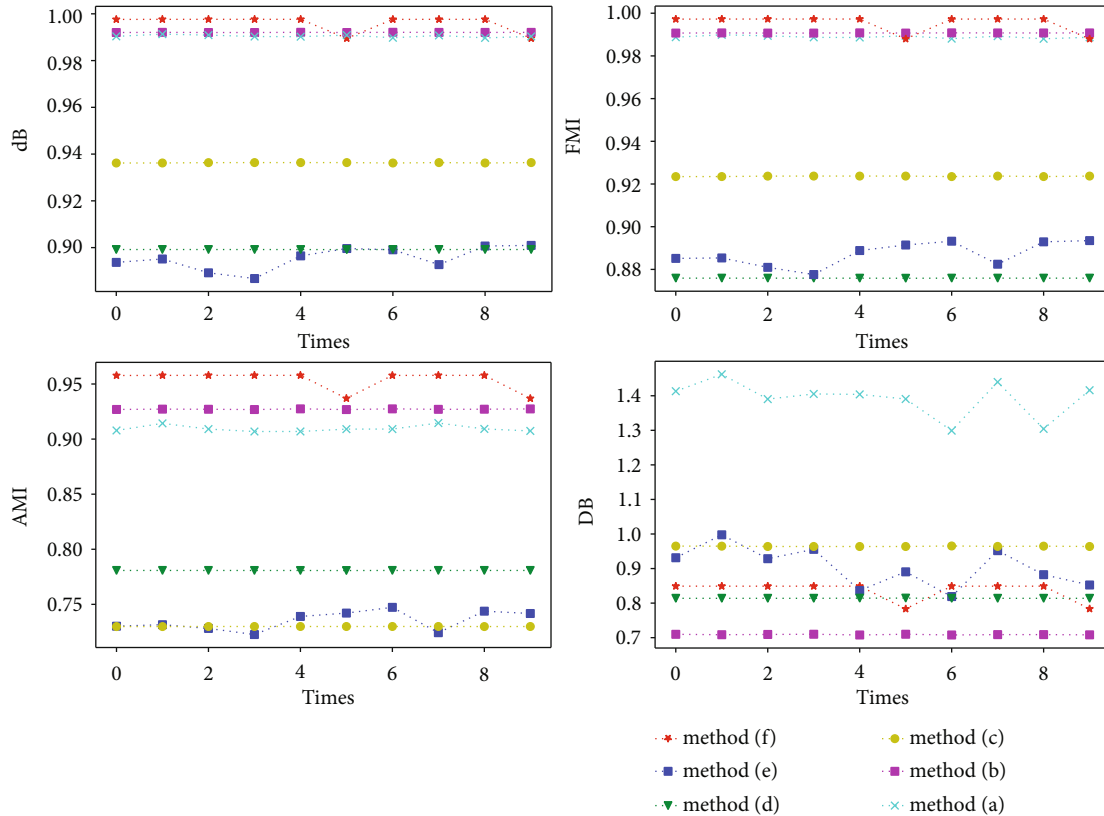 1.00
0.98
0.96
0.94
0.92
0.90
dB
0 2 4 6 8
Times
1.00
0.98
0.96
0.94
0.92
0.90
0.88
FMI
0 2 4 6 8
Times
0.95
0.90
0.85
0.80
0.75
AMI
0 2 4 6 8
Times
1.4
1.3
1.2
1.1
1.0
0.9
0.8
0.7
DB
0 2 4 6 8
Times
method (f) method (c)
method (e) method (b)
method (d) method (a)